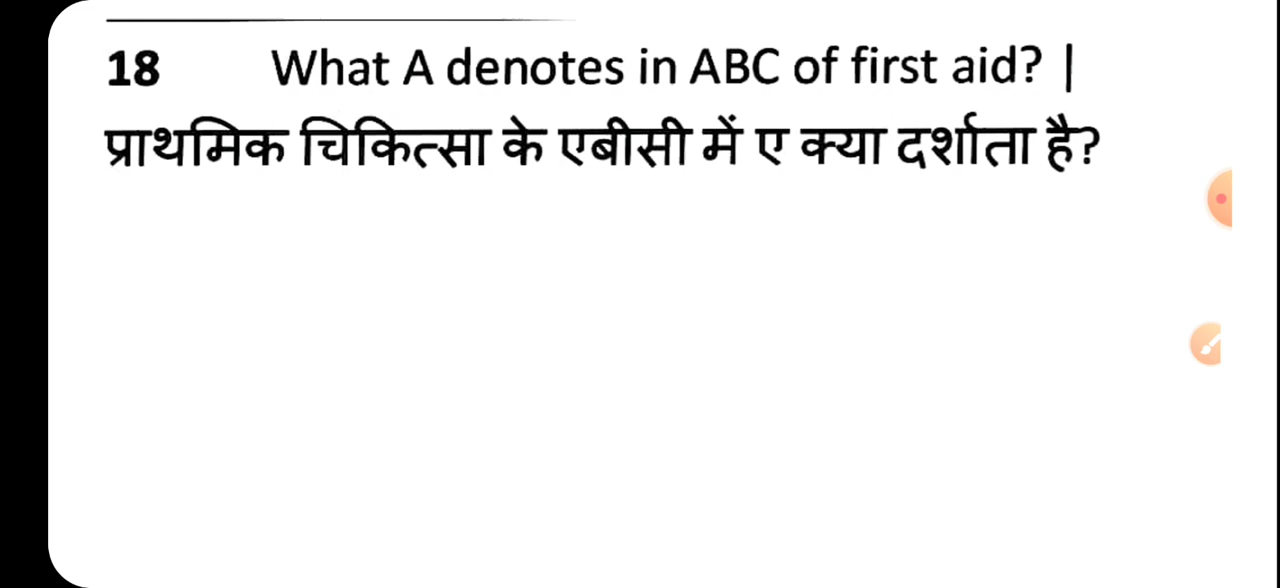 18 What A denotes in ABC of first aid? |
प्राथमिक चिकित्सा के एबीसी में ए क्या दर्शाता है?